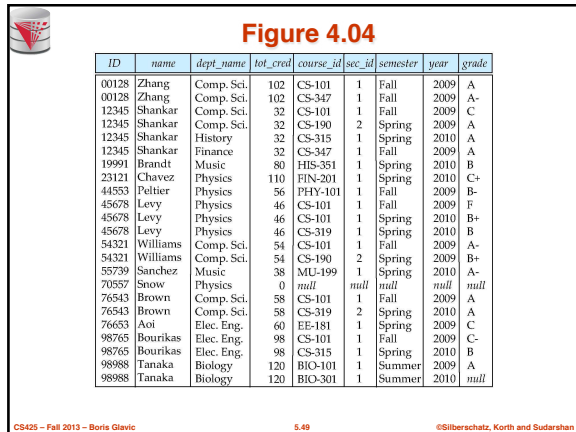 Figure 4.04
ID name dept_name tot_cred course_id sec_id semester year grade
00128 Zhang Comp. Sci. 102 CS-101 1 Fall 2009 A
00128 Zhang Comp. Sci. 102 CS-347 1 Fall 2009 A-
12345 Shankar Comp. Sci. 32 CS-101 1 Fall 2009 C
12345 Shankar Comp. Sci. 32 CS-190 2 Spring 2009 A
12345 Shankar History 32 CS-315 1 Spring 2010 A
12345 Shankar Finance 32 CS-347 1 Fall 2009 A
19991 Brandt Music 80 HIS-351 1 Spring 2010 B
23121 Chavez Physics 110 FIN-201 1 Spring 2010 C+
44553 Peltier Physics 56 PHY-101 1 Fall 2009 B-
45678 Levy Physics 46 CS-101 1 Fall 2009 F
45678 Levy Physics 46 CS-101 1 Spring 2010 B+
45678 Levy Physics 46 CS-319 1 Spring 2010 B
54321 Williams Comp. Sci. 54 CS-101 1 Fall 2009 A-
54321 Williams Comp. Sci. 54 CS-190 2 Spring 2009 B+
55739 Sanchez Music 38 MU-199 1 Spring 2010 A-
70557 Snow Physics 0 null null null null null
76543 Brown Comp. Sci. 58 CS-101 1 Fall 2009 A
76543 Brown Comp. Sci. 58 CS-319 2 Spring 2010 A
76653 Aoi Elec. Eng. 60 EE-181 1 Spring 2009 C
98765 Bourikas Elec. Eng. 98 CS-101 1 Fall 2009 C-
98765 Bourikas Elec. Eng. 98 CS-315 1 Spring 2010 B
98988 Tanaka Biology 120 BIO-101 1 Summer 2009 A
98988 Tanaka Biology 120 BIO-301 1 Summer 2010 null
CS425 – Fall 2013 – Boris Glavic 5.49 ©Silberschatz, Korth and Sudarshan